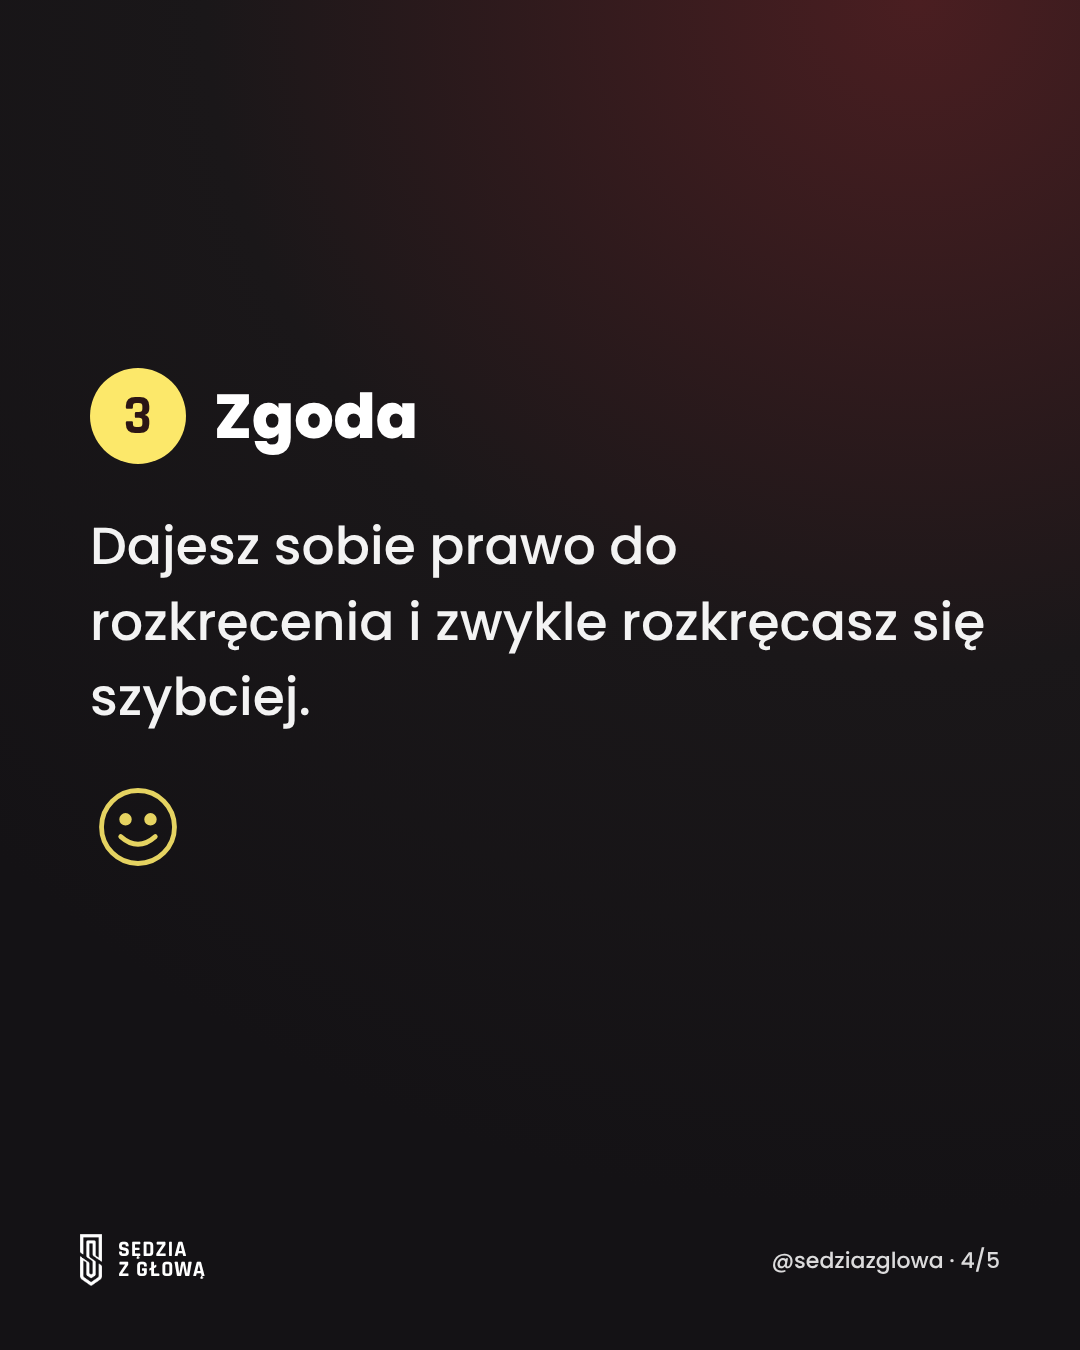 3 Zgoda
Dajesz sobie prawo do
rozkręcenia i zwykle rozkręcasz się
szybciej.
SĘDZIA
Z GŁOWĄ
@sedziazglowa · 4/5